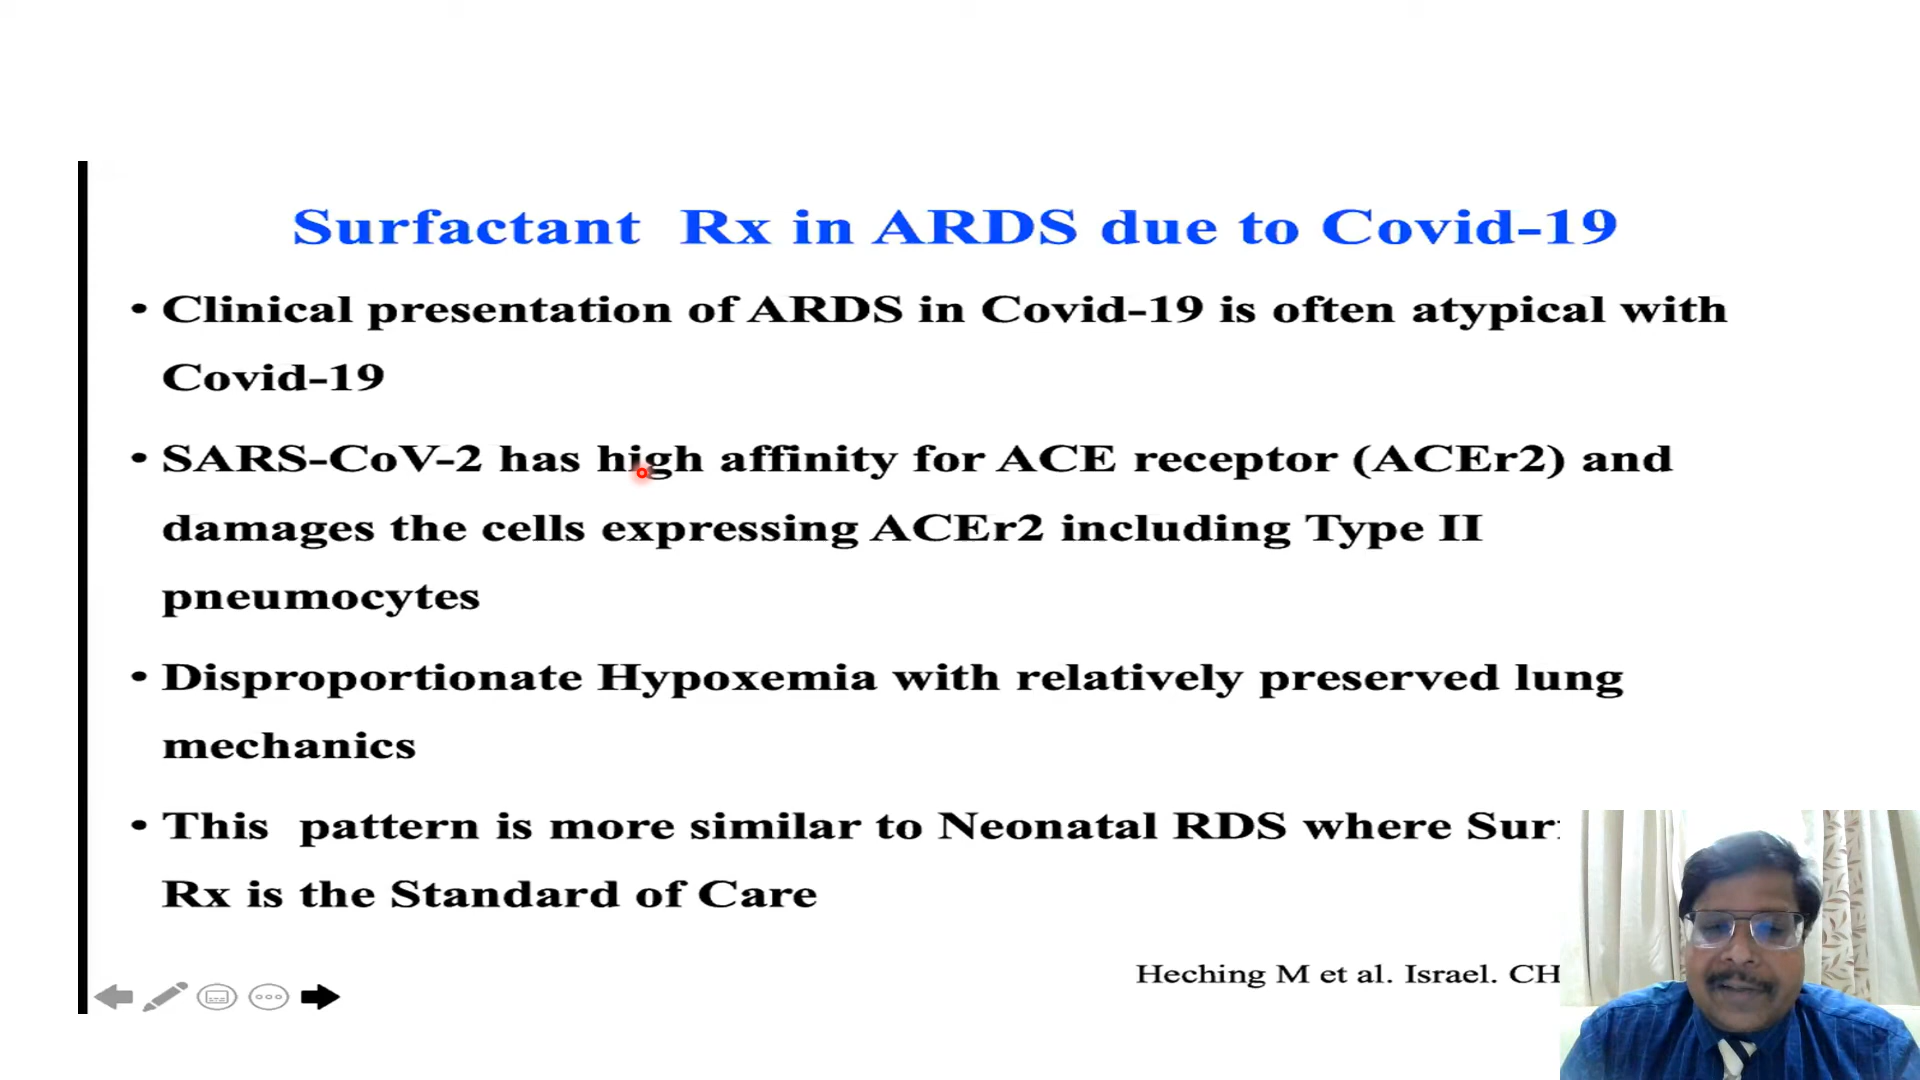 Surfactant Rx in ARDS due to Covid-19
• Clinical presentation of ARDS in Covid-19 is often atypical with
Covid-19
• SARS-CoV-2 has high affinity for ACE receptor (ACEr2) and
damages the cells expressing ACEr2 including Type II
pneumocytes
• Disproportionate Hypoxemia with relatively preserved lung
mechanics
• This pattern is more similar to Neonatal RDS where
Rx is the Standard of Care
Heching M et al. Israel.